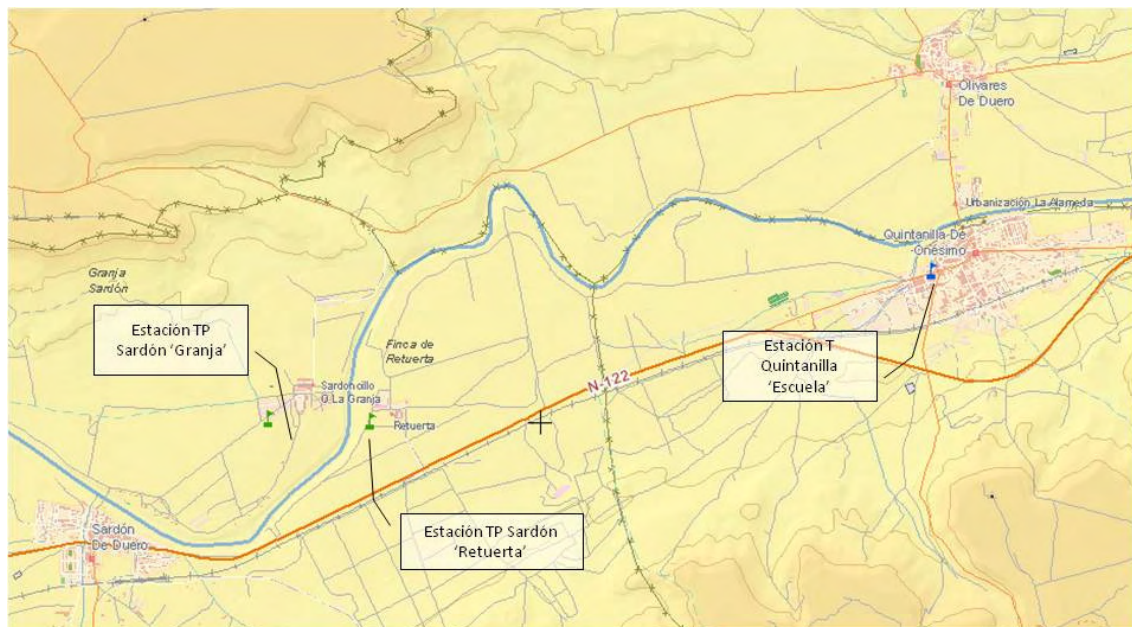 Olivares
De Duero
Urbanización La Alameda
Quintanilla De
Onésimo
Granja
Sardón
Estación TP
Sardón ‘Granja’
Finca de
Retuerta
N-122
Estación T
Quintanilla
‘Escuela’
Sardoncillo
O La Granja
Retuerta
Estación TP Sardón
‘Retuerta’
Sardón
De Duero